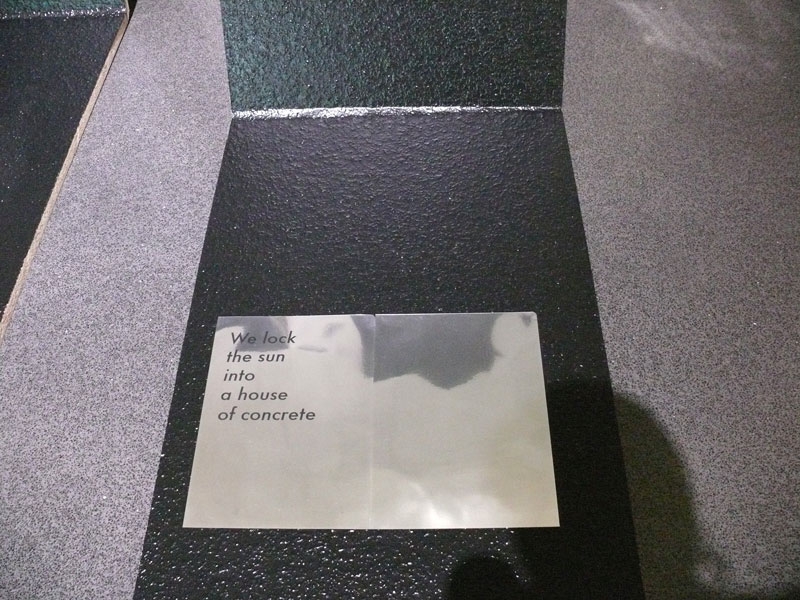 We lock
the sun
into
a house
of concrete